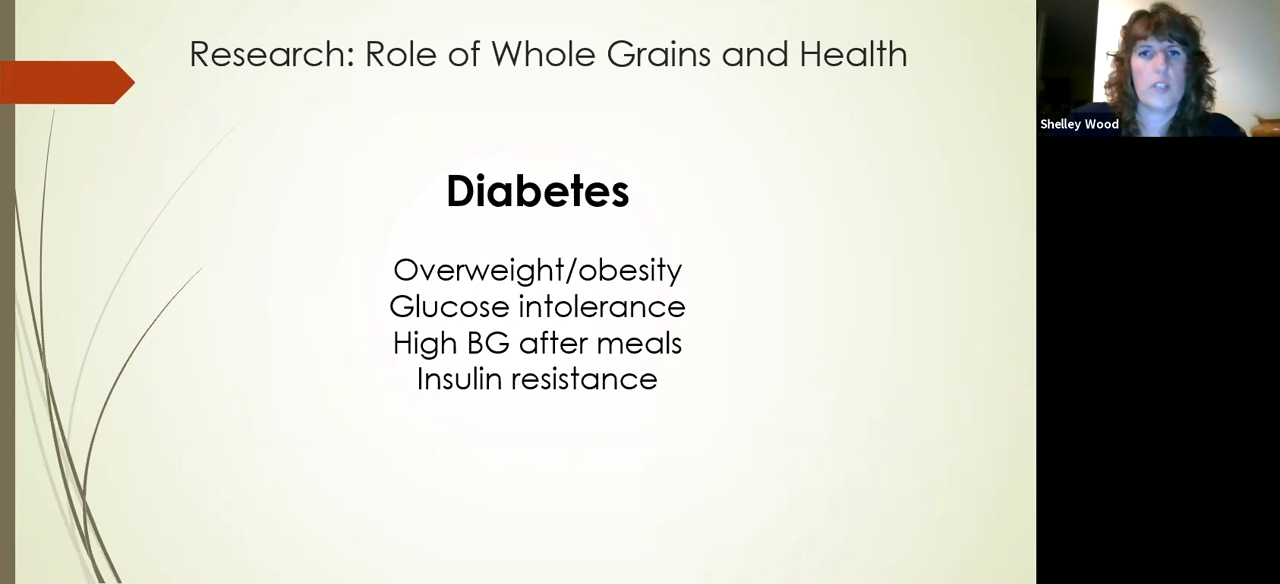 Research: Role of Whole Grains and Health
Diabetes
Overweight/obesity
Glucose intolerance
High BG after meals
Insulin resistance
Shelley Wood